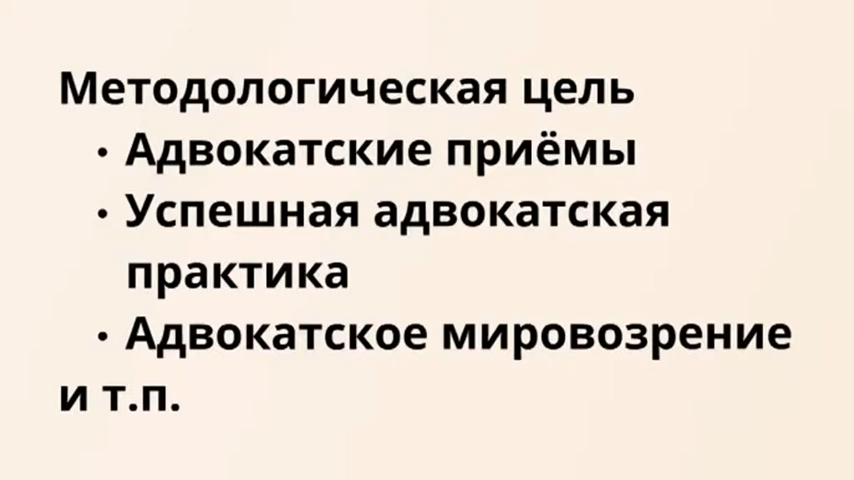 Методологическая цель
• Адвокатские приёмы
• Успешная адвокатская
практика
• Адвокатское мировозрение
и т.п.